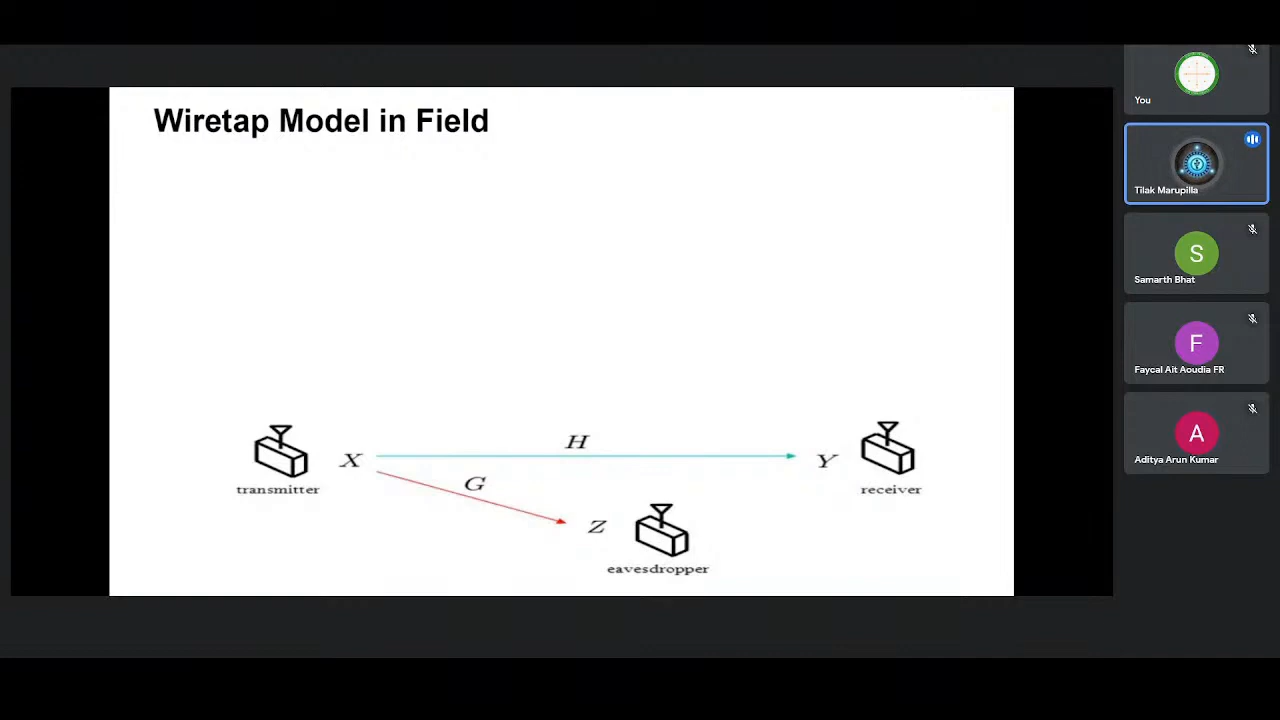 Wiretap Model in Field
X
H
Y
G
Z
transmitter
receiver
eavesdropper
You
Tilak Marupilla
S
Samarth Bhat
F
Faycal Ait Aoudia FR
A
Aditya Arun Kumar